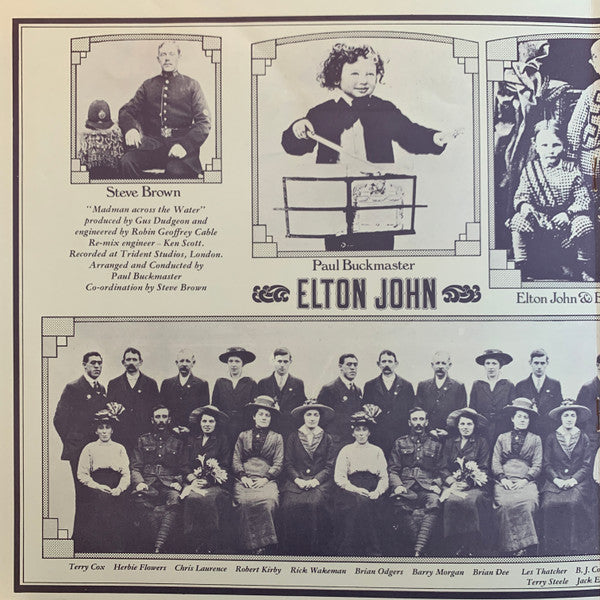 Steve Brown
"Madman across the Water"
produced by Gus Dudgeon and
engineered by Robin Geoffrey Cable
Re-mix engineer – Ken Scott.
Recorded at Trident Studios, London.
Arranged and Conducted by
Paul Buckmaster
Co-ordination by Steve Brown
Paul Buckmaster
ELTON JOHN
Elton John & B
Terry Cox Herbie Flowers Chris Laurence Robert Kirby Rick Wakeman Brian Odgers Barry Morgan Brian Dee Les Thatcher B. J. Co
Terry Steele Jack E